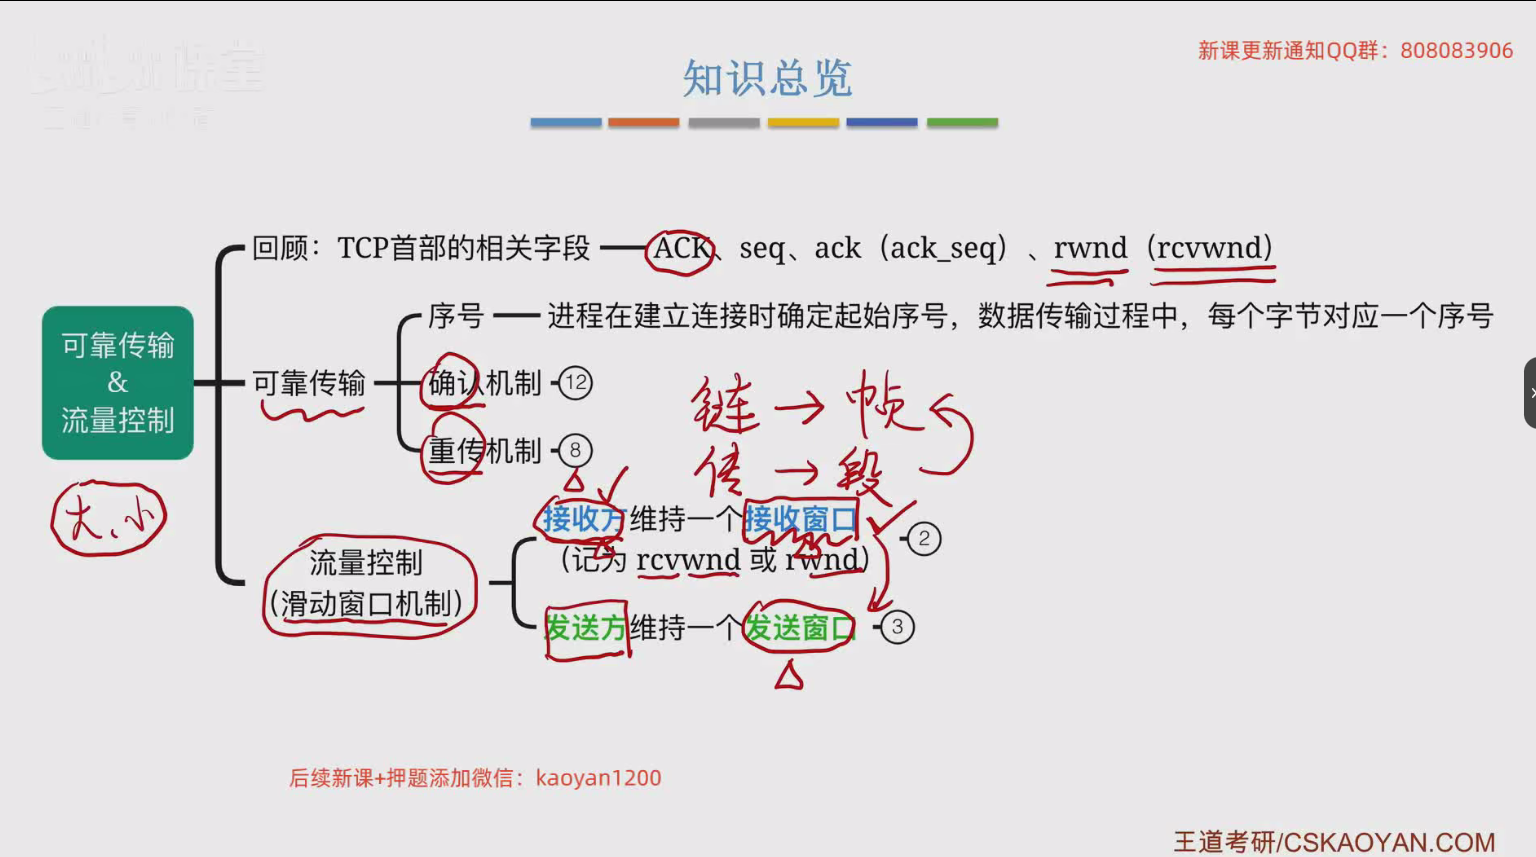 新课更新通知QQ群：808083906
知识总览
回顾：TCP首部的相关字段 ACK、seq、ack（ack_seq）、rwnd（rcvwnd）
序号 进程在建立连接时确定起始序号，数据传输过程中，每个字节对应一个序号
可靠传输
&
流量控制
可靠传输
确认机制 12
重传机制 8
链 → 帧
传 → 段
大、小
接收方维持一个接收窗口
（记为 rcvwnd 或 rwnd） 2
流量控制
（滑动窗口机制）
发送方维持一个发送窗口 3
后续新课+押题添加微信：kaoyan1200
王道考研/CSKAOYAN.COM